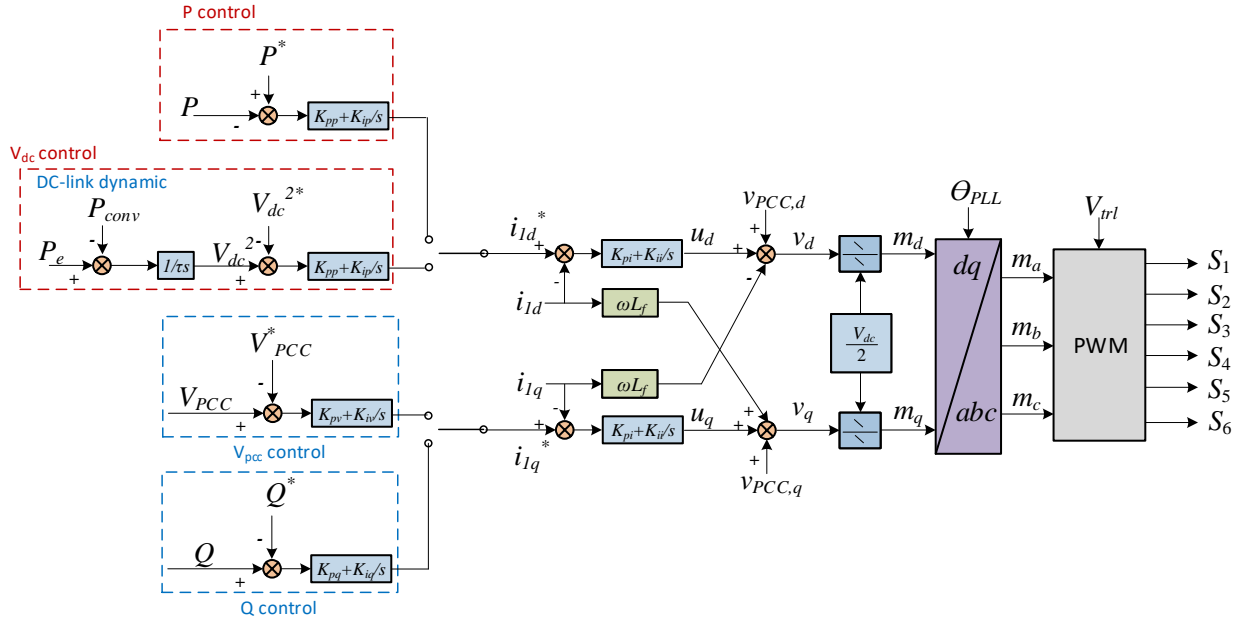 P control
P*
P
+
-
Kpp+Kip/s
Vdc control
DC-link dynamic
Pconv
Vdc2*
Pe
-
+
1/τs
Vdc2
-
+
Kpp+Kip/s
V*PCC
VPCC
-
+
Kpv+Kiv/s
Vpcc control
Q*
Q
-
+
Kpq+Kiq/s
Q control
i1d*
+
-
Kpi+Kii/s
ud
vPCC,d
+
+
-
vd
md
i1d
ωLf
i1q
ωLf
Vdc/2
i1q*
+
-
Kpi+Kii/s
uq
+
+
+
vPCC,q
vq
mq
ΘPLL
dq
abc
ma
mb
mc
Vtrl
PWM
S1
S2
S3
S4
S5
S6